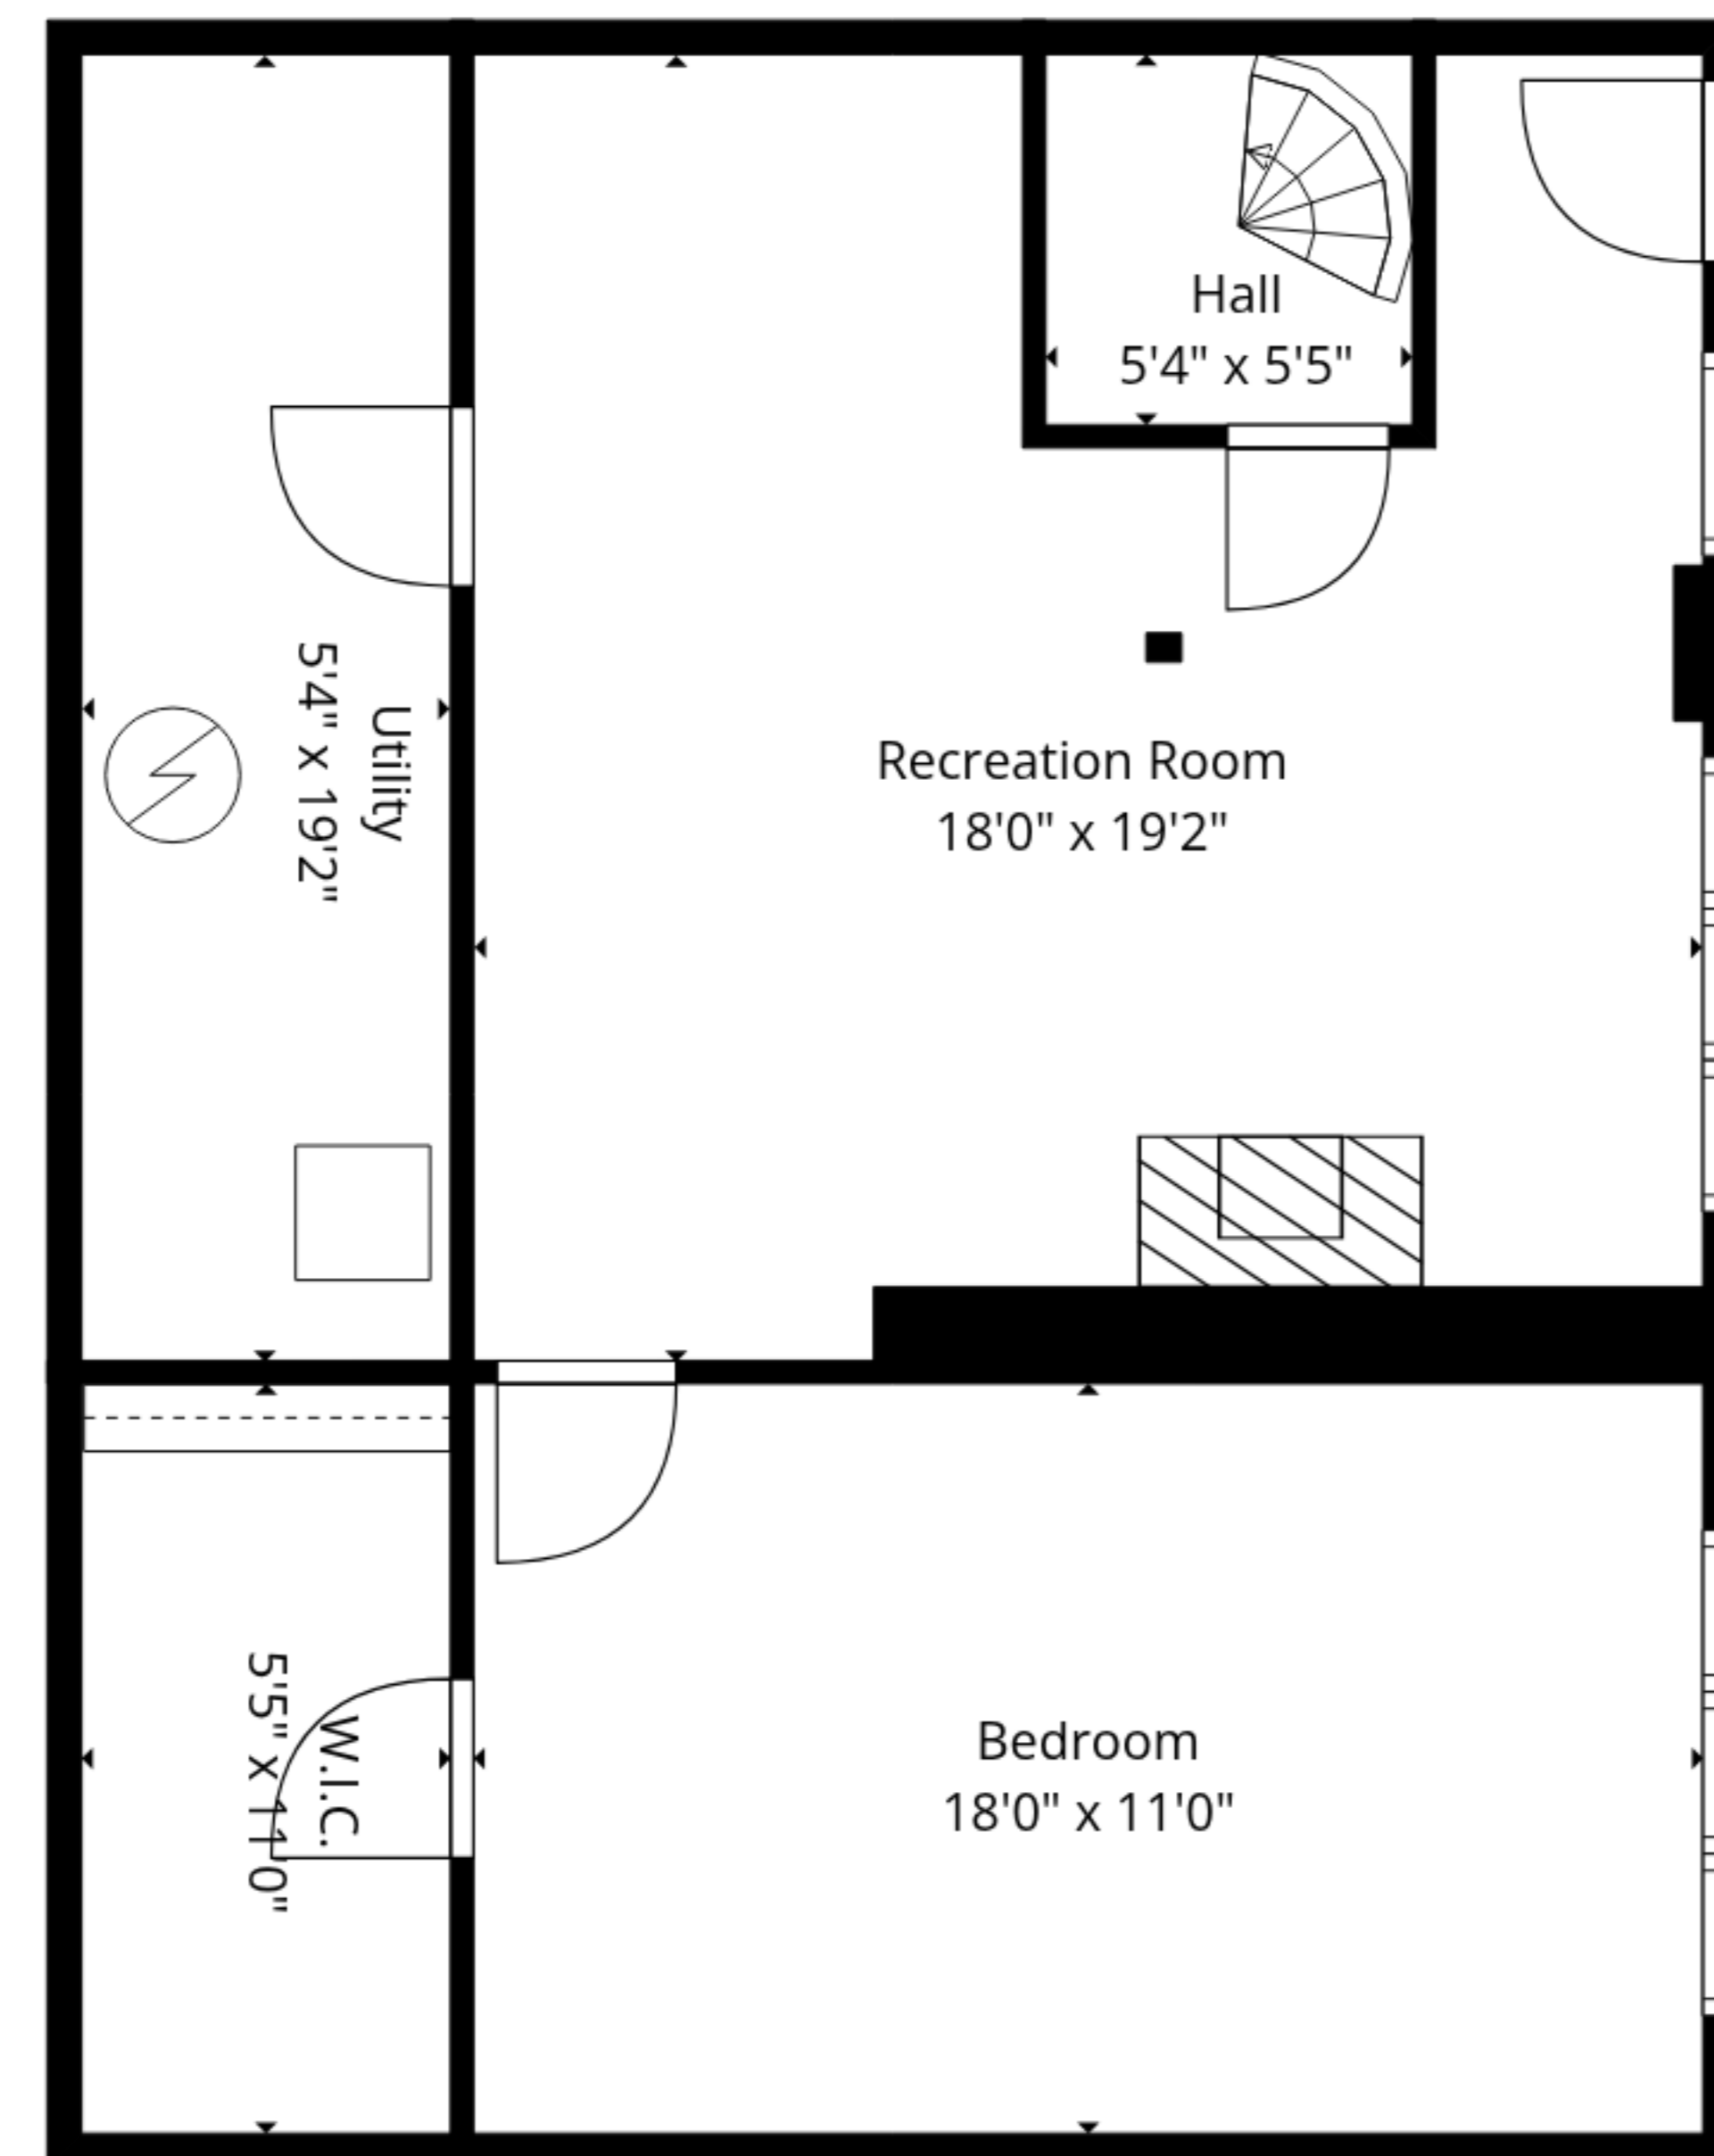 Hall
5'4" x 5'5"
Utility
5'4" x 19'2"
Recreation Room
18'0" x 19'2"
W.I.C.
5'5" x 11'0"
Bedroom
18'0" x 11'0"